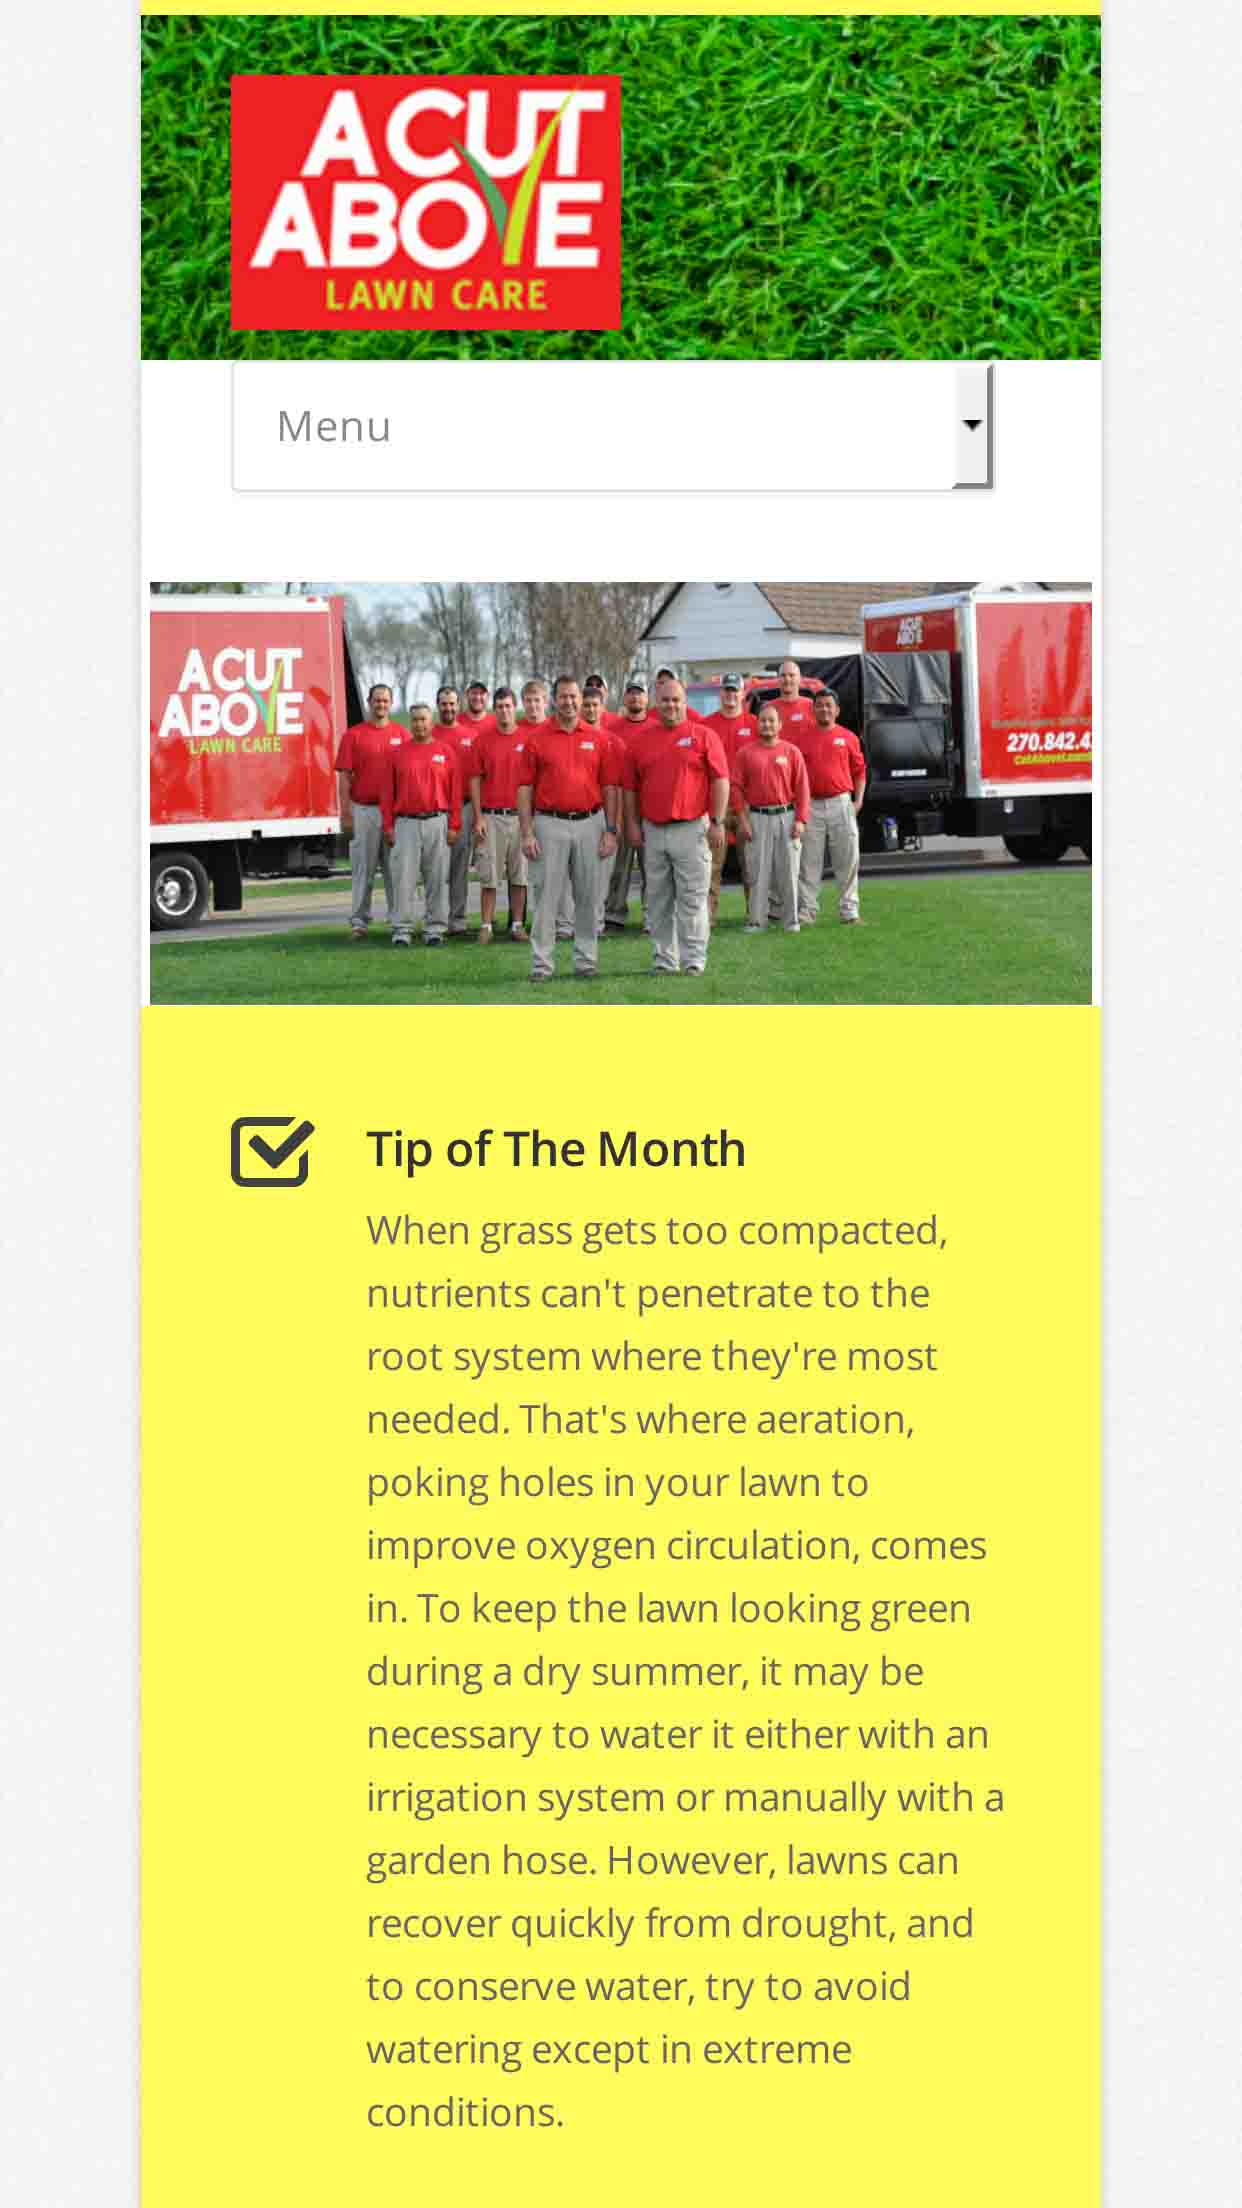 A CUT
ABOVE
LAWN CARE
Menu
A CUT
ABOVE
LAWN CARE
A CUT
ABOVE
270.842.4
Tip of The Month
When grass gets too compacted,
nutrients can't penetrate to the
root system where they're most
needed. That's where aeration,
poking holes in your lawn to
improve oxygen circulation, comes
in. To keep the lawn looking green
during a dry summer, it may be
necessary to water it either with an
irrigation system or manually with a
garden hose. However, lawns can
recover quickly from drought, and
to conserve water, try to avoid
watering except in extreme
conditions.